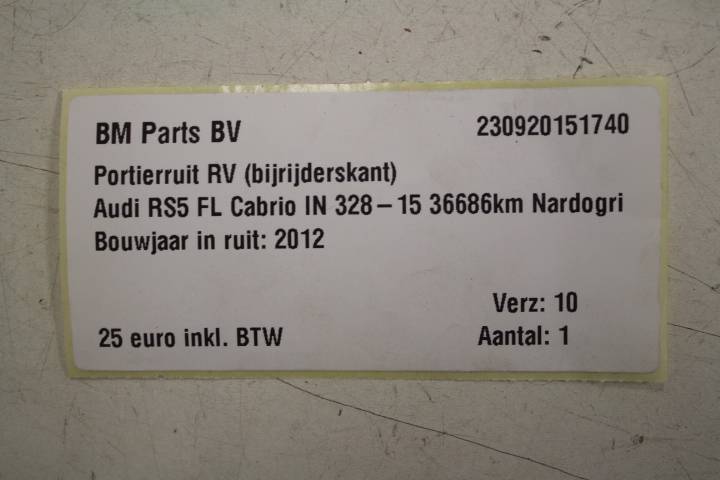 BM Parts BV 230920151740
Portierruit RV (bijrijderskant)
Audi RS5 FL Cabrio IN 328 – 15 36686km Nardogri
Bouwjaar in ruit: 2012
Verz: 10
25 euro inkl. BTW Aantal: 1